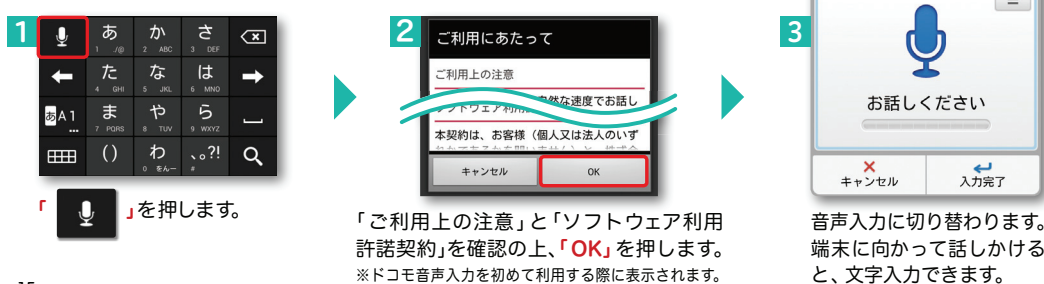 1
あ
1 ./@
か
2 ABC
さ
3 DEF
た
4 GHI
な
5 JKL
は
6 MNO
あA1
ま
7 PQRS
や
8 TUV
ら
9 WXYZ
()
わ
0 をんー
、。?!
#
「 」を押します。
2
ご利用にあたって
ご利用上の注意
自然な速度でお話し
ソフトウェア利用
本契約は、お客様（個人又は法人のいず
キャンセル
OK
「ご利用上の注意」と「ソフトウェア利用
許諾契約」を確認の上、「OK」を押します。
※ドコモ音声入力を初めて利用する際に表示されます。
3
お話しください
キャンセル
入力完了
音声入力に切り替わります。
端末に向かって話しかける
と、文字入力できます。